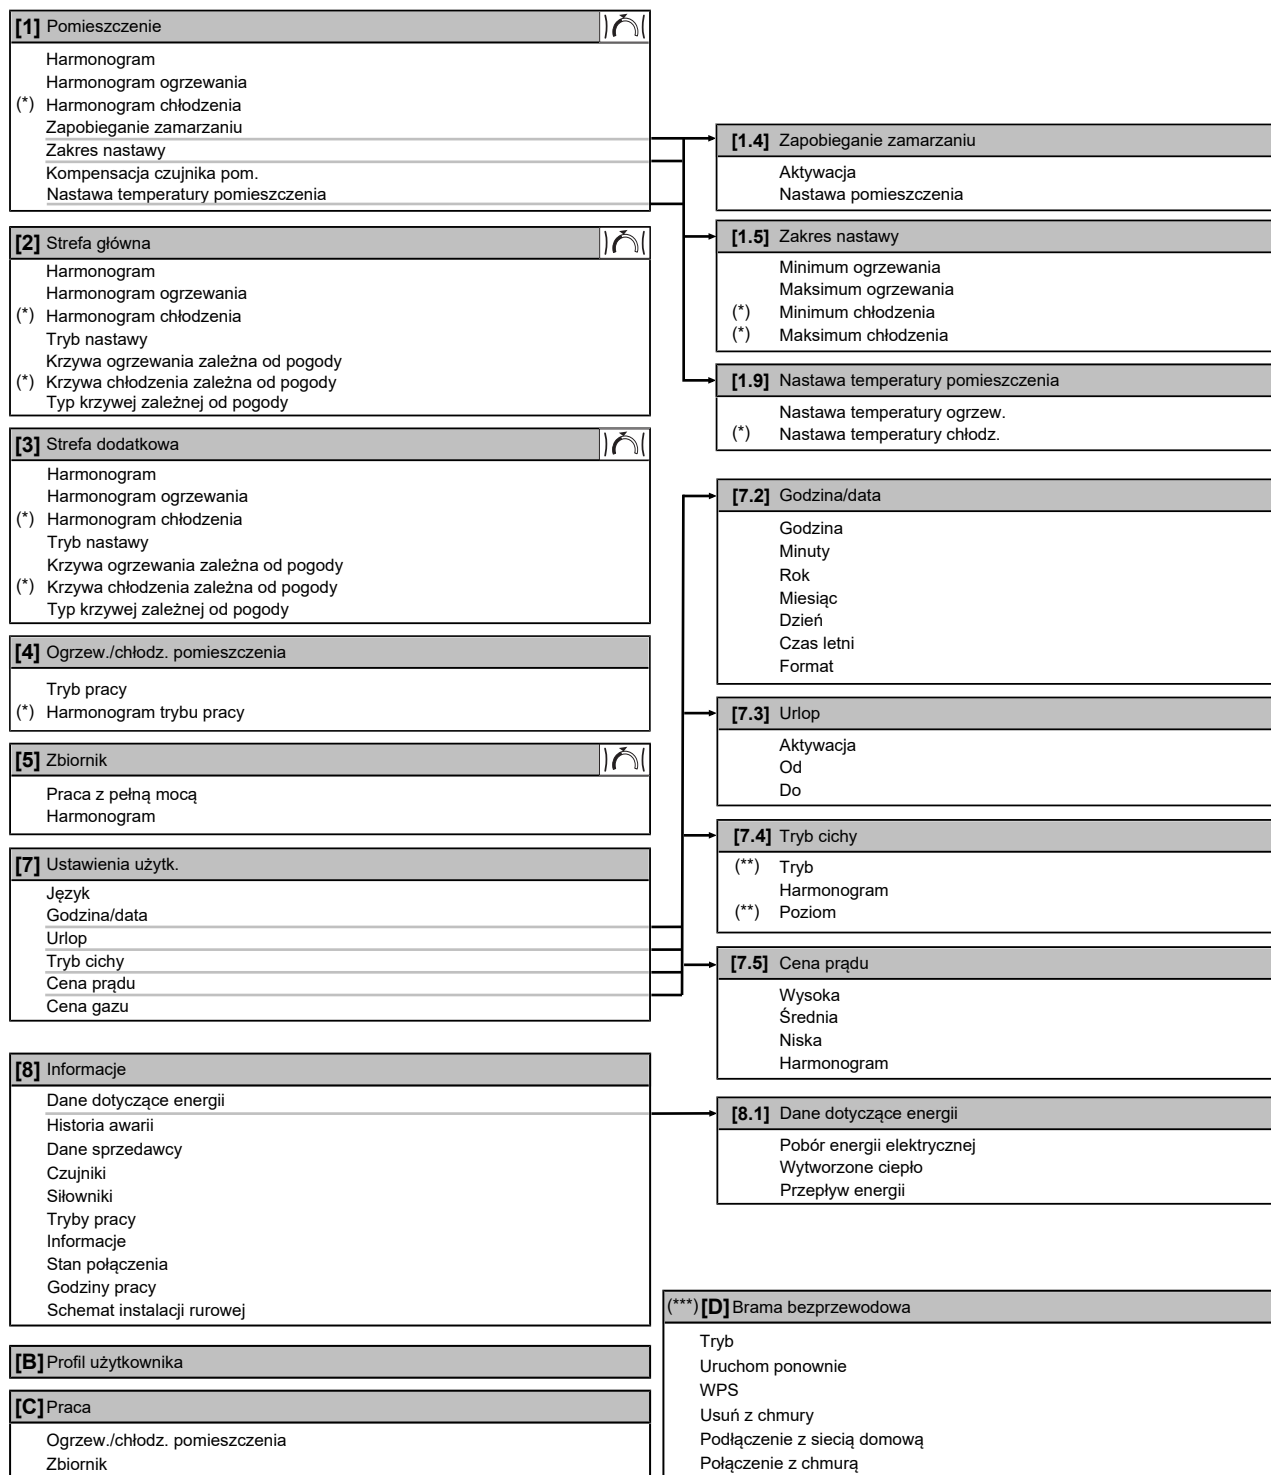 [1] Pomieszczenie
Harmonogram
Harmonogram ogrzewania
(*) Harmonogram chłodzenia
Zapobieganie zamarzaniu
Zakres nastawy
Kompensacja czujnika pom.
Nastawa temperatury pomieszczenia
[2] Strefa główna
Harmonogram
Harmonogram ogrzewania
(*) Harmonogram chłodzenia
Tryb nastawy
Krzywa ogrzewania zależna od pogody
(*) Krzywa chłodzenia zależna od pogody
Typ krzywej zależnej od pogody
[3] Strefa dodatkowa
Harmonogram
Harmonogram ogrzewania
(*) Harmonogram chłodzenia
Tryb nastawy
Krzywa ogrzewania zależna od pogody
(*) Krzywa chłodzenia zależna od pogody
Typ krzywej zależnej od pogody
[4] Ogrzew./chłodz. pomieszczenia
Tryb pracy
(*) Harmonogram trybu pracy
[5] Zbiornik
Praca z pełną mocą
Harmonogram
[7] Ustawienia użytk.
Język
Godzina/data
Urlop
Tryb cichy
Cena prądu
Cena gazu
[8] Informacje
Dane dotyczące energii
Historia awarii
Dane sprzedawcy
Czujniki
Siłowniki
Tryby pracy
Informacje
Stan połączenia
Godziny pracy
Schemat instalacji rurowej
[B] Profil użytkownika
[C] Praca
Ogrzew./chłodz. pomieszczenia
Zbiornik
[1.4] Zapobieganie zamarzaniu
Aktywacja
Nastawa pomieszczenia
[1.5] Zakres nastawy
Minimum ogrzewania
Maksimum ogrzewania
(*) Minimum chłodzenia
(*) Maksimum chłodzenia
[1.9] Nastawa temperatury pomieszczenia
Nastawa temperatury ogrzew.
(*) Nastawa temperatury chłodz.
[7.2] Godzina/data
Godzina
Minuty
Rok
Miesiąc
Dzień
Czas letni
Format
[7.3] Urlop
Aktywacja
Od
Do
[7.4] Tryb cichy
(**) Tryb
Harmonogram
(**) Poziom
[7.5] Cena prądu
Wysoka
Średnia
Niska
Harmonogram
[8.1] Dane dotyczące energii
Pobór energii elektrycznej
Wytworzone ciepło
Przepływ energii
(***) [D] Brama bezprzewodowa
Tryb
Uruchom ponownie
WPS
Usuń z chmury
Podłączenie z siecią domową
Połączenie z chmurą